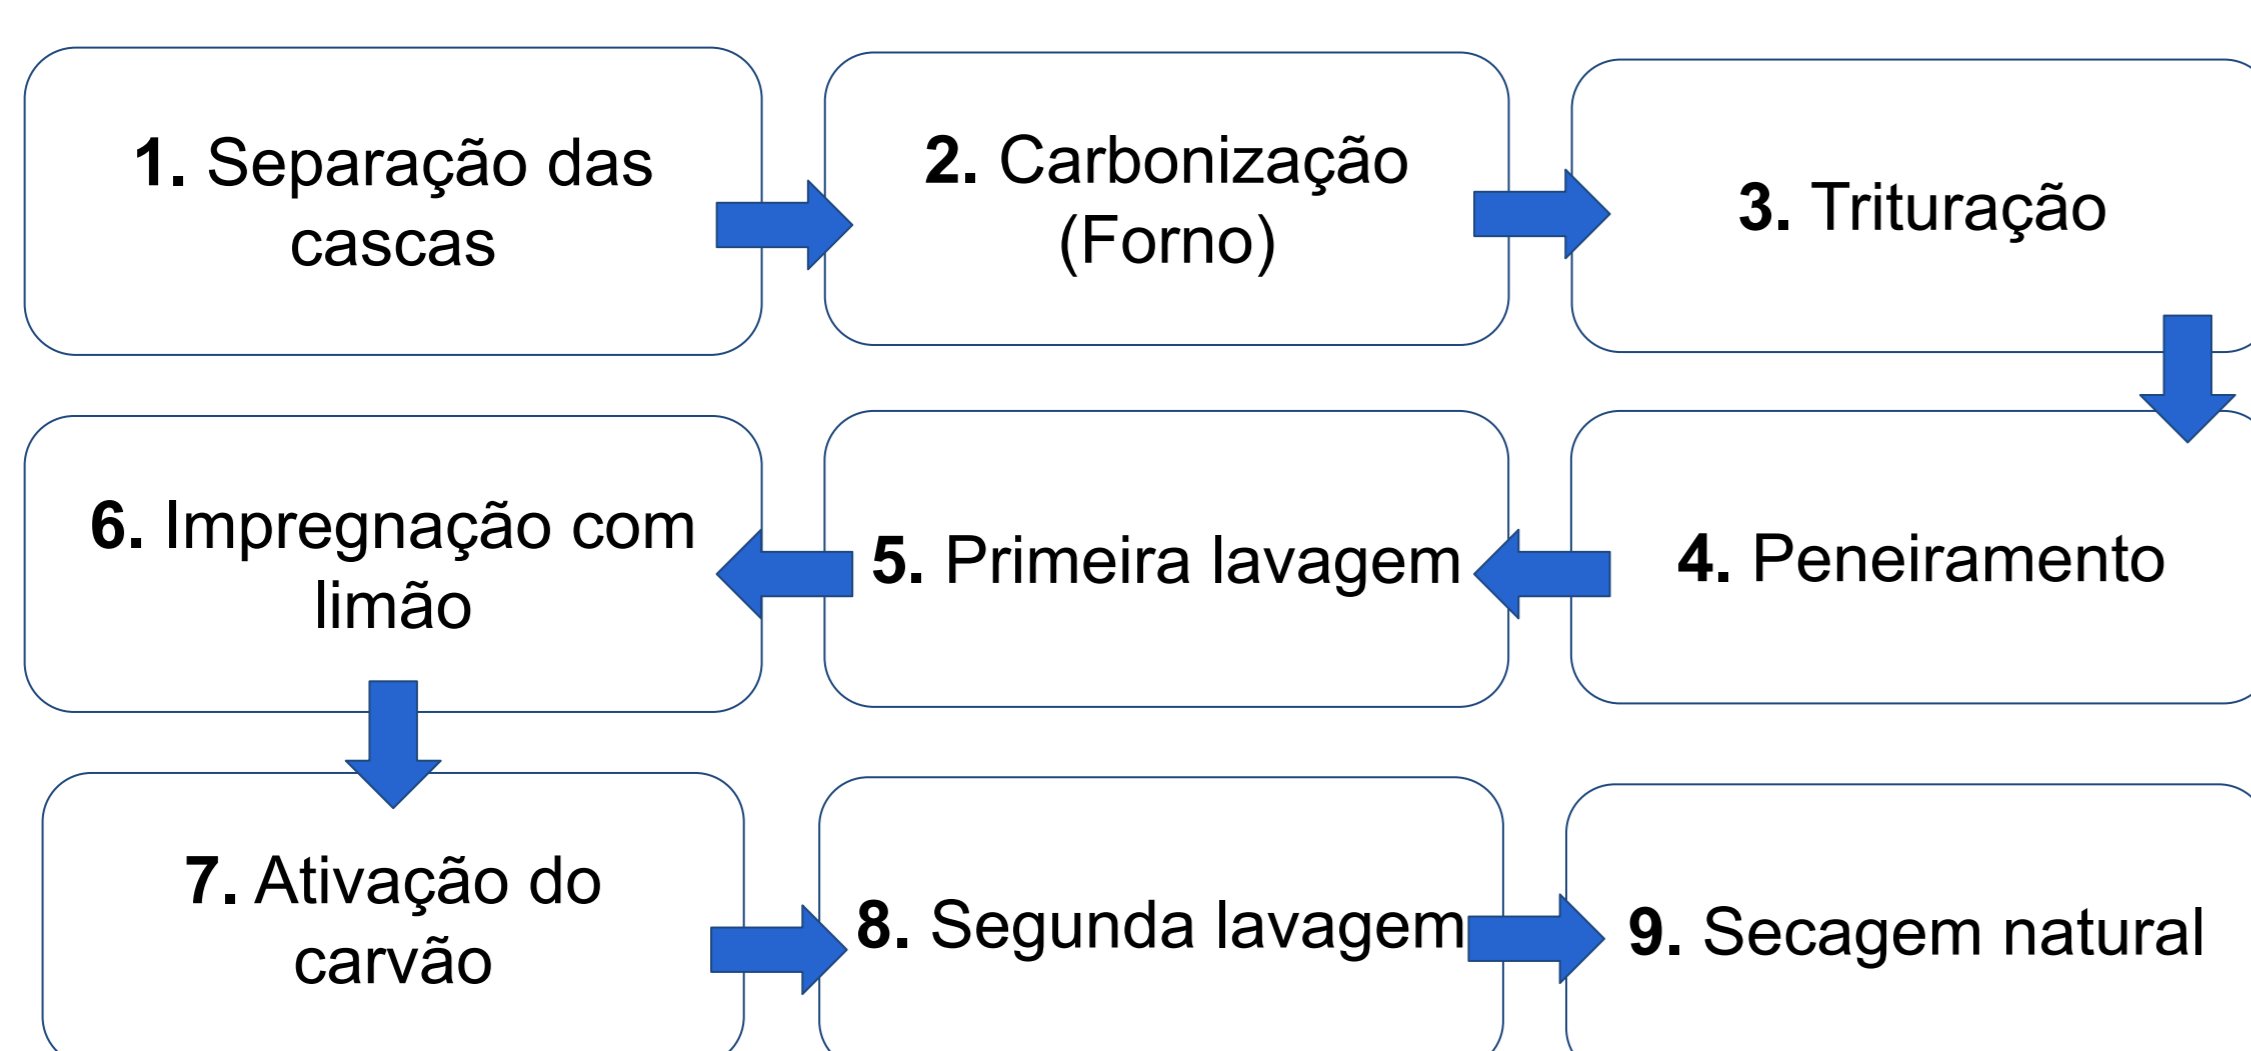 1. Separação das
cascas
2. Carbonização
(Forno)
3. Trituração
4. Peneiramento
5. Primeira lavagem
6. Impregnação com
limão
7. Ativação do
carvão
8. Segunda lavagem
9. Secagem natural